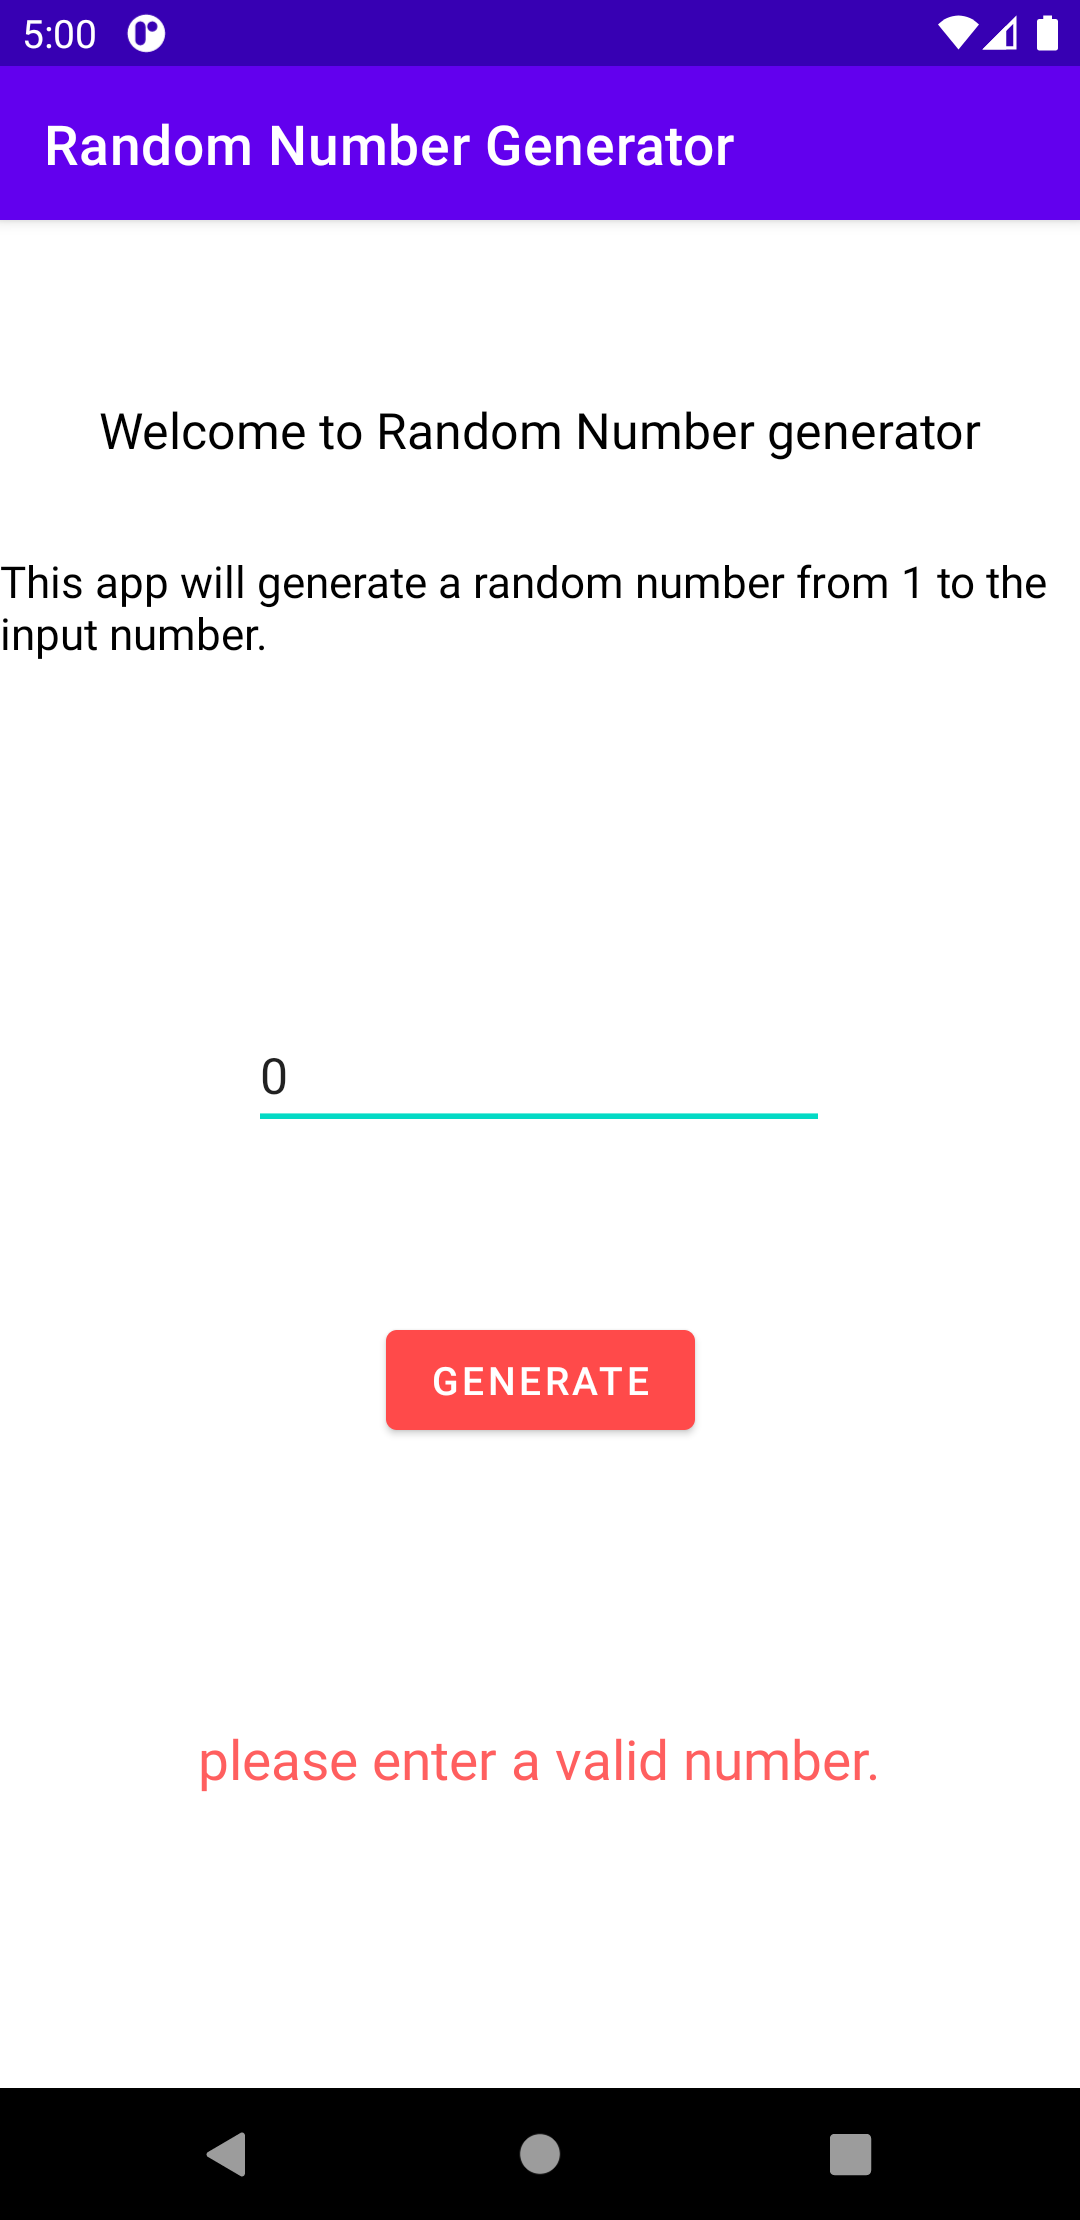 5:00
Random Number Generator
Welcome to Random Number generator
This app will generate a random number from 1 to the
input number.
0
GENERATE
please enter a valid number.